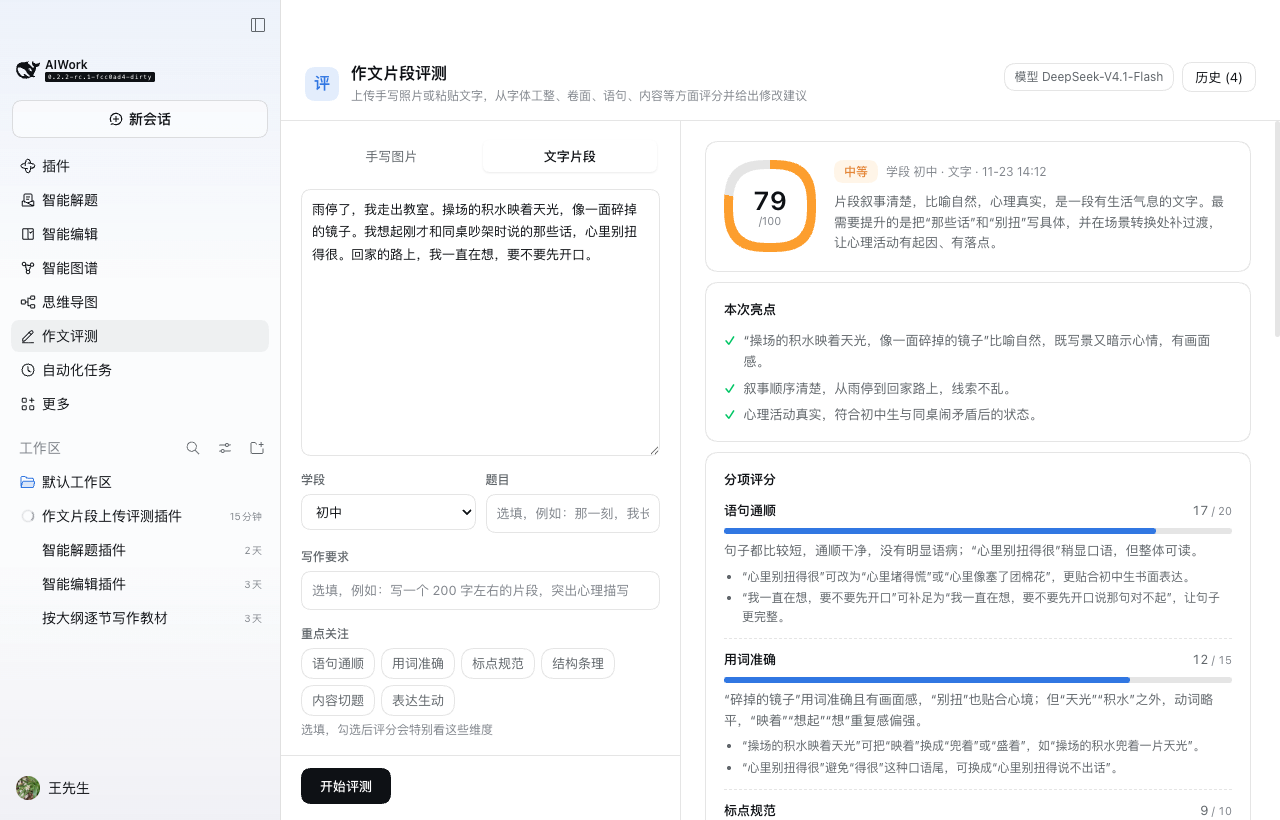 AIWork
0.2.2-rc.1-fcc0ad4-dirty
新会话
插件
智能解题
智能编辑
智能图谱
思维导图
作文评测
自动化任务
更多
工作区
默认工作区
作文片段上传评测插件 15 分钟
智能解题插件 2 天
智能编辑插件 3 天
按大纲逐节写作教材 3 天
王先生
评
作文片段评测
上传手写照片或粘贴文字，从字体工整、卷面、语句、内容等方面评分并给出修改建议
模型 DeepSeek-V4.1-Flash
历史 (4)
手写图片
文字片段
雨停了，我走出教室。操场的积水映着天光，像一面碎掉
的镜子。我想起刚才和同桌吵架时说的那些话，心里别扭
得很。回家的路上，我一直在想，要不要先开口。
学段
题目
初中
选填，例如：那一刻，我长
写作要求
选填，例如：写一个 200 字左右的片段，突出心理描写
重点关注
语句通顺
用词准确
标点规范
结构条理
内容切题
表达生动
选填，勾选后评分会特别看这些维度
开始评测
79
/100
中等
学段 初中 · 文字 · 11-23 14:12
片段叙事清楚，比喻自然，心理真实，是一段有生活气息的文字。最
需要提升的是把“那些话”和“别扭”写具体，并在场景转换处补过渡，
让心理活动有起因、有落点。
本次亮点
“操场的积水映着天光，像一面碎掉的镜子”比喻自然，既写景又暗示心情，有画面
感。
叙事顺序清楚，从雨停到回家路上，线索不乱。
心理活动真实，符合初中生与同桌闹矛盾后的状态。
分项评分
语句通顺 17 / 20
句子都比较短，通顺干净，没有明显语病；“心里别扭得很”稍显口语，但整体可读。
“心里别扭得很”可改为“心里堵得慌”或“心里像塞了团棉花”，更贴合初中生书面表达。
“我一直在想，要不要先开口”可补足为“我一直在想，要不要先开口说那句对不起”，让句子
更完整。
用词准确 12 / 15
“碎掉的镜子”用词准确且有画面感，“别扭”也贴合心境；但“天光”“积水”之外，动词略
平，“映着”“想起”“想”重复感偏强。
“操场的积水映着天光”可把“映着”换成“兜着”或“盛着”，如“操场的积水兜着一片天光”。
“心里别扭得很”避免“得很”这种口语尾，可换成“心里别扭得说不出话”。
标点规范 9 / 10